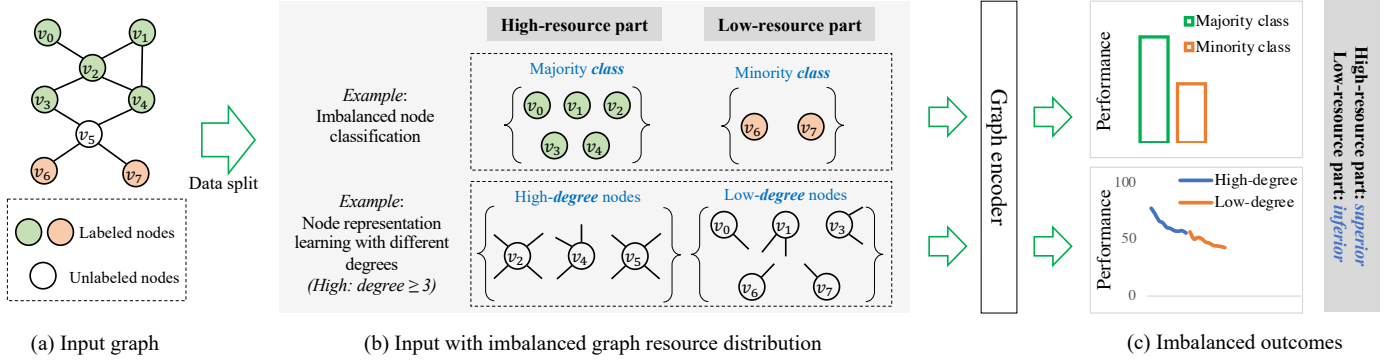 v0
v1
v2
v3
v4
v5
v6
v7
Labeled nodes
Unlabeled nodes
(a) Input graph
Data split
High-resource part
Low-resource part
Example:
Imbalanced node
classification
Majority class
v0 v1 v2
v3 v4
Minority class
v6 v7
Example:
Node representation
learning with different
degrees
(High: degree ≥ 3)
High-degree nodes
v2 v4 v5
Low-degree nodes
v0 v1 v3
v6 v7
(b) Input with imbalanced graph resource distribution
Graph encoder
Performance
Majority class
Minority class
Performance
100
50
0
High-degree
Low-degree
(c) Imbalanced outcomes
High-resource part: superior
Low-resource part: inferior